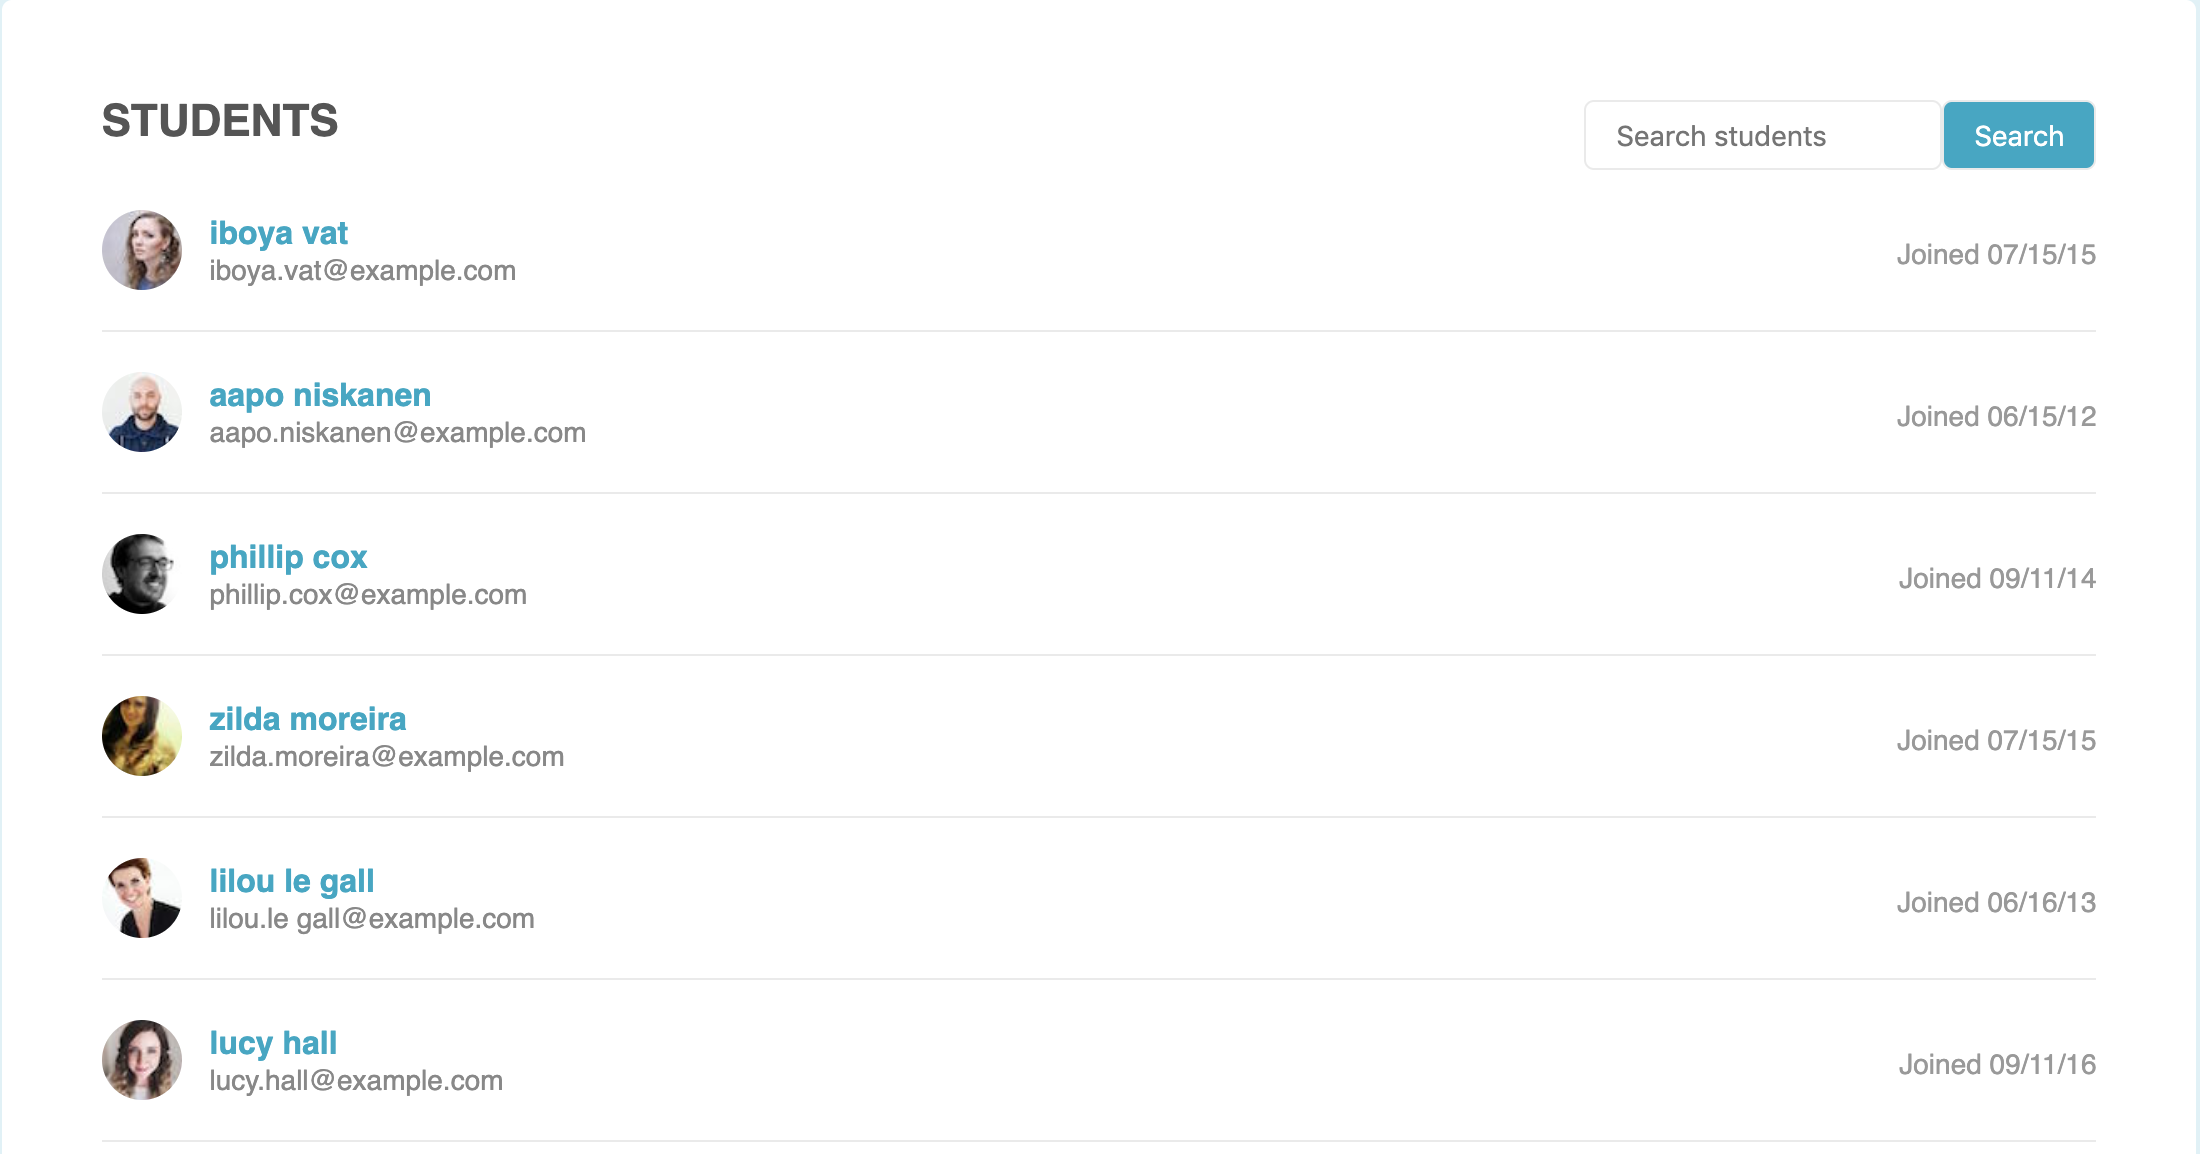 STUDENTS
Search students
Search
iboya vat
iboya.vat@example.com
Joined 07/15/15
aapo niskanen
aapo.niskanen@example.com
Joined 06/15/12
phillip cox
phillip.cox@example.com
Joined 09/11/14
zilda moreira
zilda.moreira@example.com
Joined 07/15/15
lilou le gall
lilou.le gall@example.com
Joined 06/16/13
lucy hall
lucy.hall@example.com
Joined 09/11/16